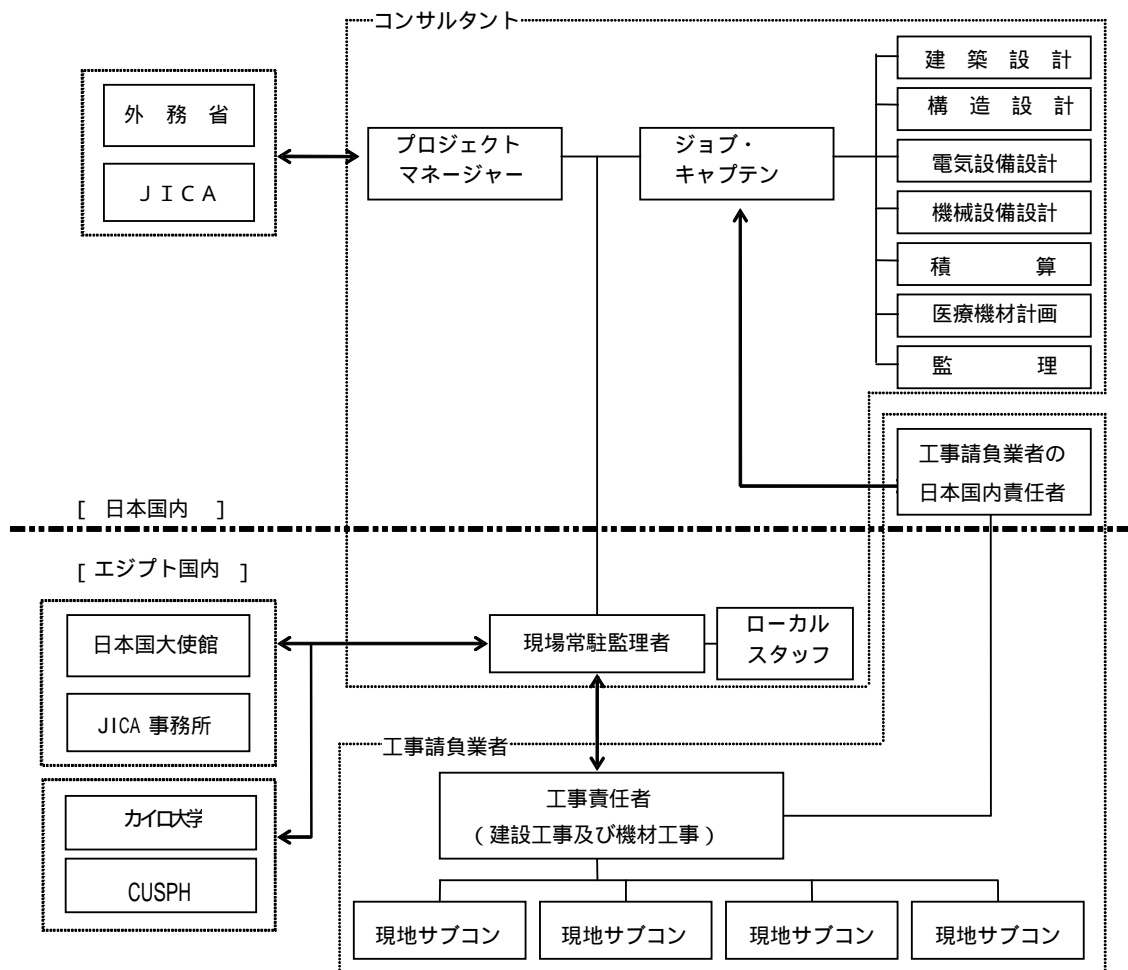 コンサルタント
外務省
JICA
プロジェクト
マネージャー
ジョブ・
キャプテン
建築設計
構造設計
電気設備設計
機械設備設計
積算
医療機材計画
監理
工事請負業者の
日本国内責任者
[ 日本国内 ]
[ エジプト国内 ]
日本国大使館
JICA 事務所
カイロ大学
CUSPH
現場常駐監理者
ローカル
スタッフ
工事請負業者
工事責任者
(建設工事及び機材工事)
現地サブコン
現地サブコン
現地サブコン
現地サブコン